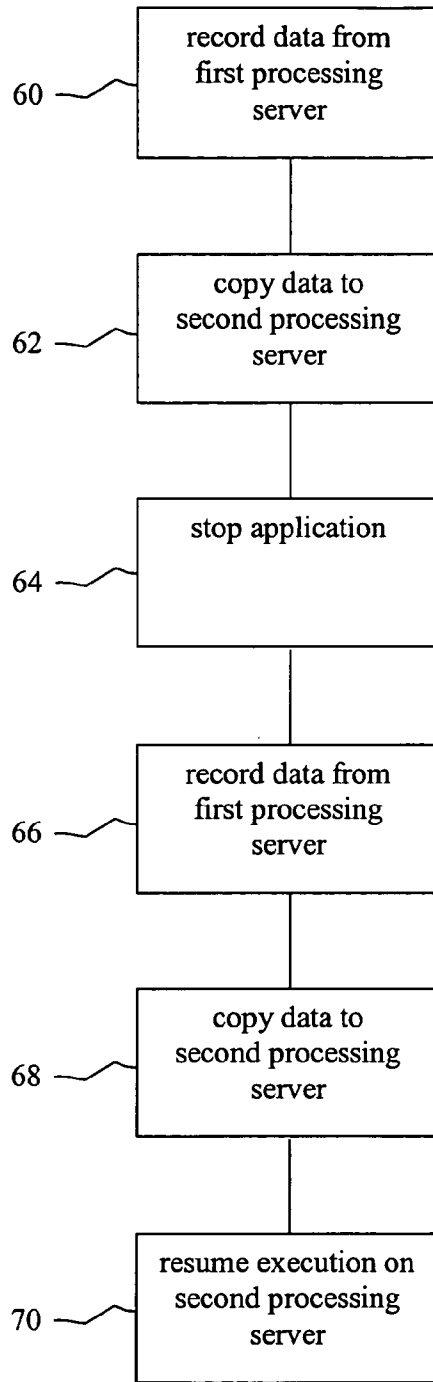 record data from
first processing
server
60
copy data to
second processing
server
62
stop application
64
record data from
first processing
server
66
copy data to
second processing
server
68
resume execution on
second processing
server
70